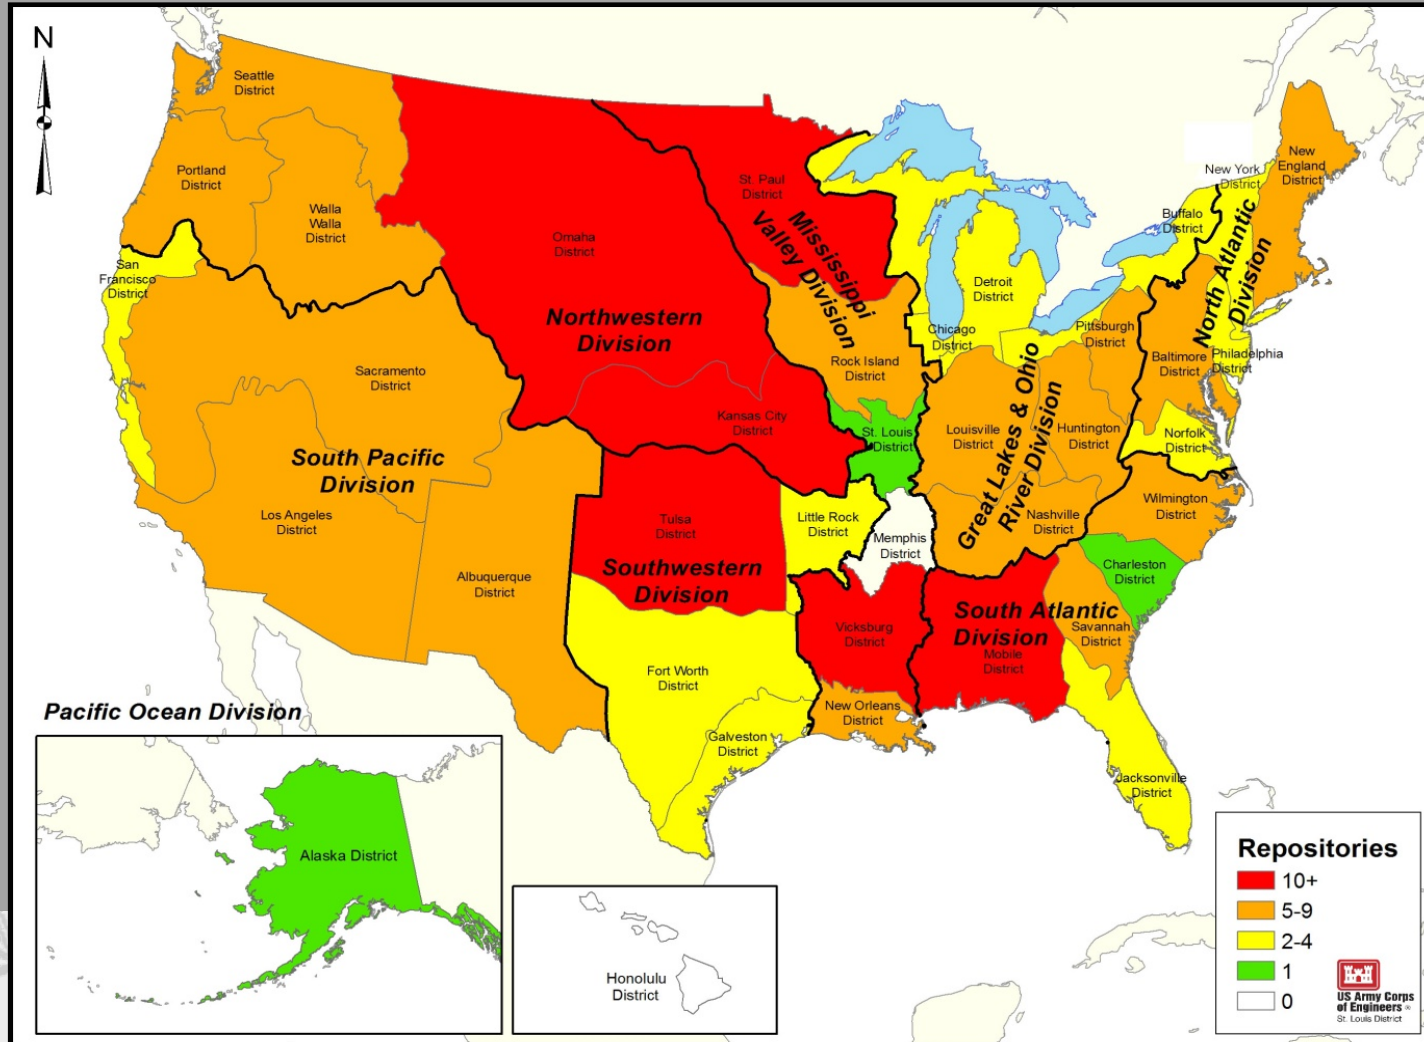 N
Seattle
District
Portland
District
Walla
Walla
District
San
Francisco
District
Sacramento
District
Los Angeles
District
South Pacific
Division
Albuquerque
District
Omaha
District
Northwestern
Division
Kansas City
District
St. Paul
District
Mississippi
Valley Division
Rock Island
District
St. Louis
District
Memphis
District
Vicksburg
District
New Orleans
District
Tulsa
District
Little Rock
District
Southwestern
Division
Fort Worth
District
Galveston
District
Detroit
District
Chicago
District
Buffalo
District
Pittsburgh
District
Louisville
District
Huntington
District
Nashville
District
Great Lakes & Ohio
River Division
New York
District
New
England
District
North Atlantic
Division
Baltimore
District
Philadelphia
District
Norfolk
District
Wilmington
District
Charleston
District
South Atlantic
Division
Savannah
District
Mobile
District
Jacksonville
District
Pacific Ocean Division
Alaska District
Honolulu
District
Repositories
10+
5-9
2-4
1
0
US Army Corps
of Engineers ®
St. Louis District